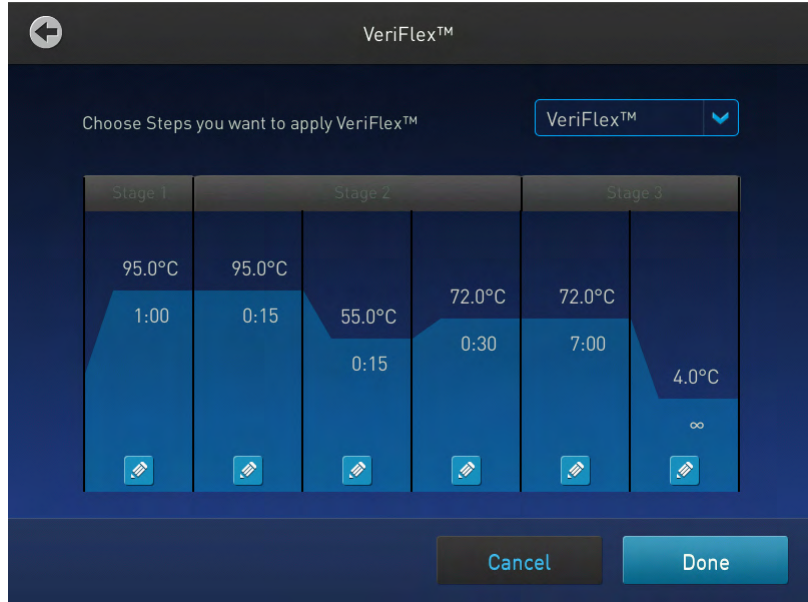 VeriFlex™
Choose Steps you want to apply VeriFlex™
VeriFlex™
Stage 1
Stage 2
Stage 3
95.0°C
1:00
95.0°C
0:15
55.0°C
0:15
72.0°C
0:30
72.0°C
7:00
4.0°C
∞
Cancel
Done